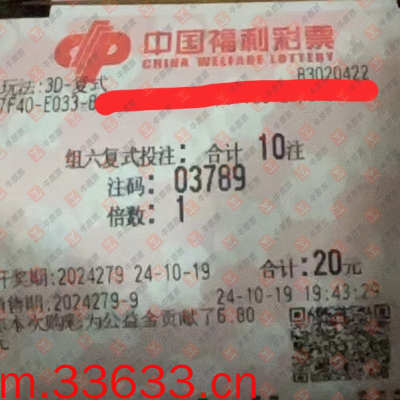 中国福利彩票
CHINA WELFARE LOTTERY
玩法:3D-复式
83020422
7F40-E033-
组六复式投注: 合计 10注
注码: 03789
倍数: 1
开奖期:2024279 24-10-19 合计:20元
销售期:2024279-9 24-10-19 19:43:29
本次购彩为公益金贡献了6.80
元
m.33633.cn